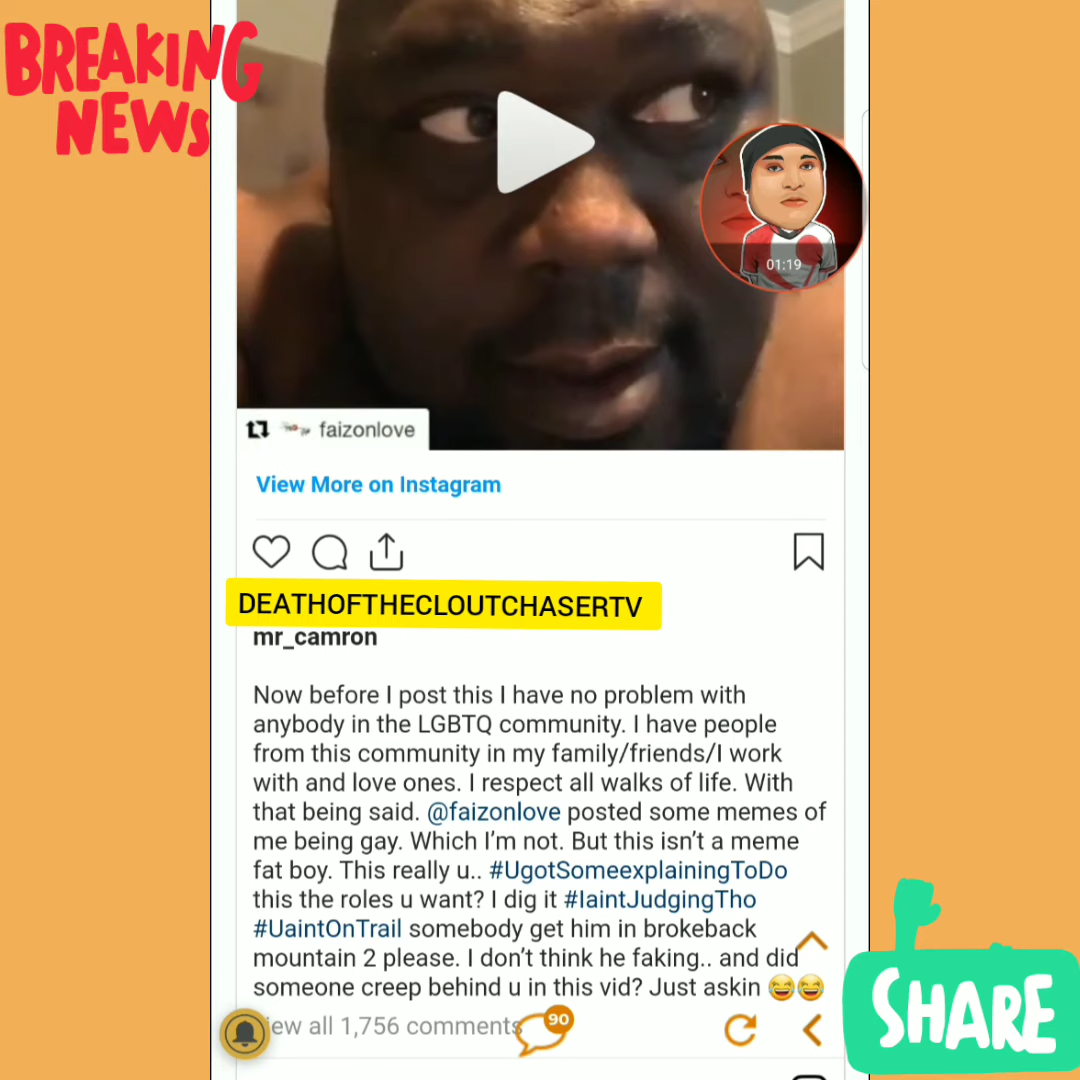 BREAKING
NEWS
01:19
faizonlove
View More on Instagram
DEATHOFTHECLOUTCHASERTV
mr_camron
Now before I post this I have no problem with
anybody in the LGBTQ community. I have people
from this community in my family/friends/I work
with and love ones. I respect all walks of life. With
that being said. @faizonlove posted some memes of
me being gay. Which I’m not. But this isn’t a meme
fat boy. This really u.. #UgotSomeexplainingToDo
this the roles u want? I dig it #IaintJudgingTho
#UaintOnTrail somebody get him in brokeback
mountain 2 please. I don’t think he faking.. and did
someone creep behind u in this vid? Just askin 😂😂
iew all 1,756 comments
90
SHARE